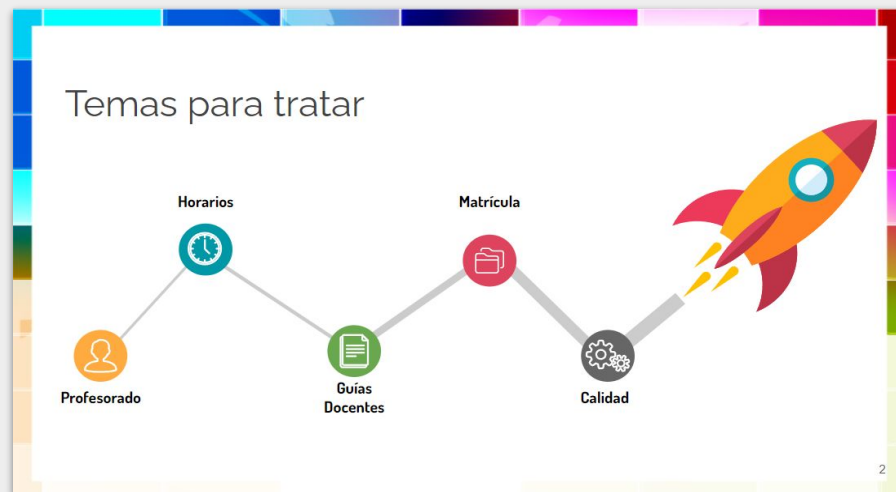 Temas para tratar
Horarios
Matrícula
Profesorado
Guías
Docentes
Calidad
2